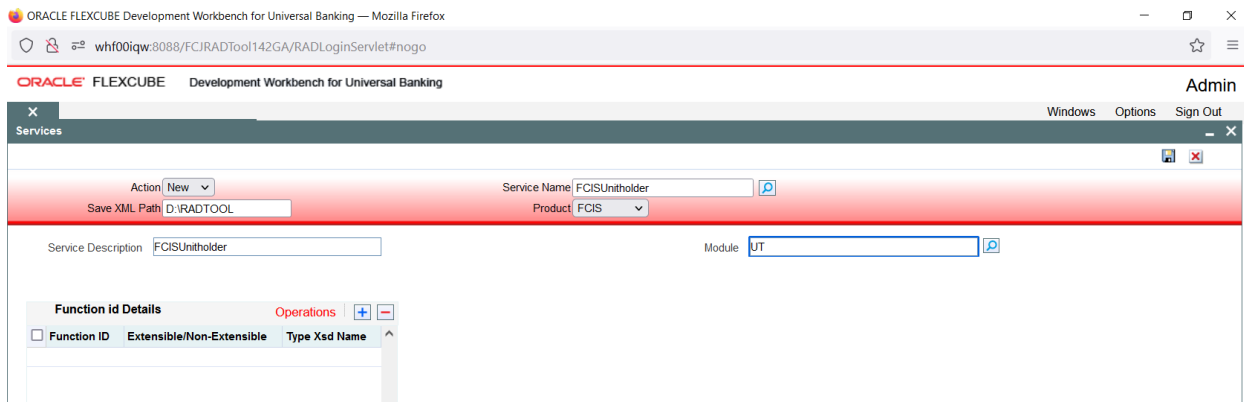 ORACLE FLEXCUBE Development Workbench for Universal Banking — Mozilla Firefox
whf00iqw:8088/FCJRADTool142GA/RADLoginServlet#nogo
ORACLE FLEXCUBE Development Workbench for Universal Banking Admin
Windows Options Sign Out
Services
Action New Service Name FCISUnitholder
Save XML Path D:\RADTOOL Product FCIS
Service Description FCISUnitholder Module UT
Function id Details Operations
Function ID Extensible/Non-Extensible Type Xsd Name